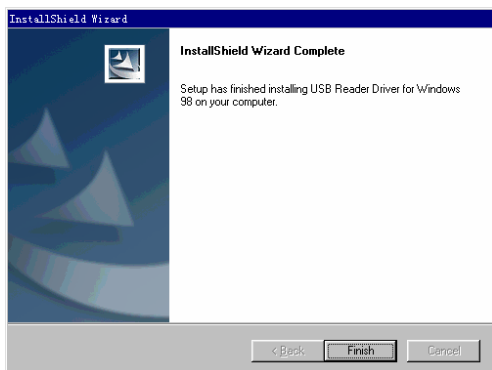 InstallShield Wizard
InstallShield Wizard Complete
Setup has finished installing USB Reader Driver for Windows
98 on your computer.
< Back
Finish
Cancel